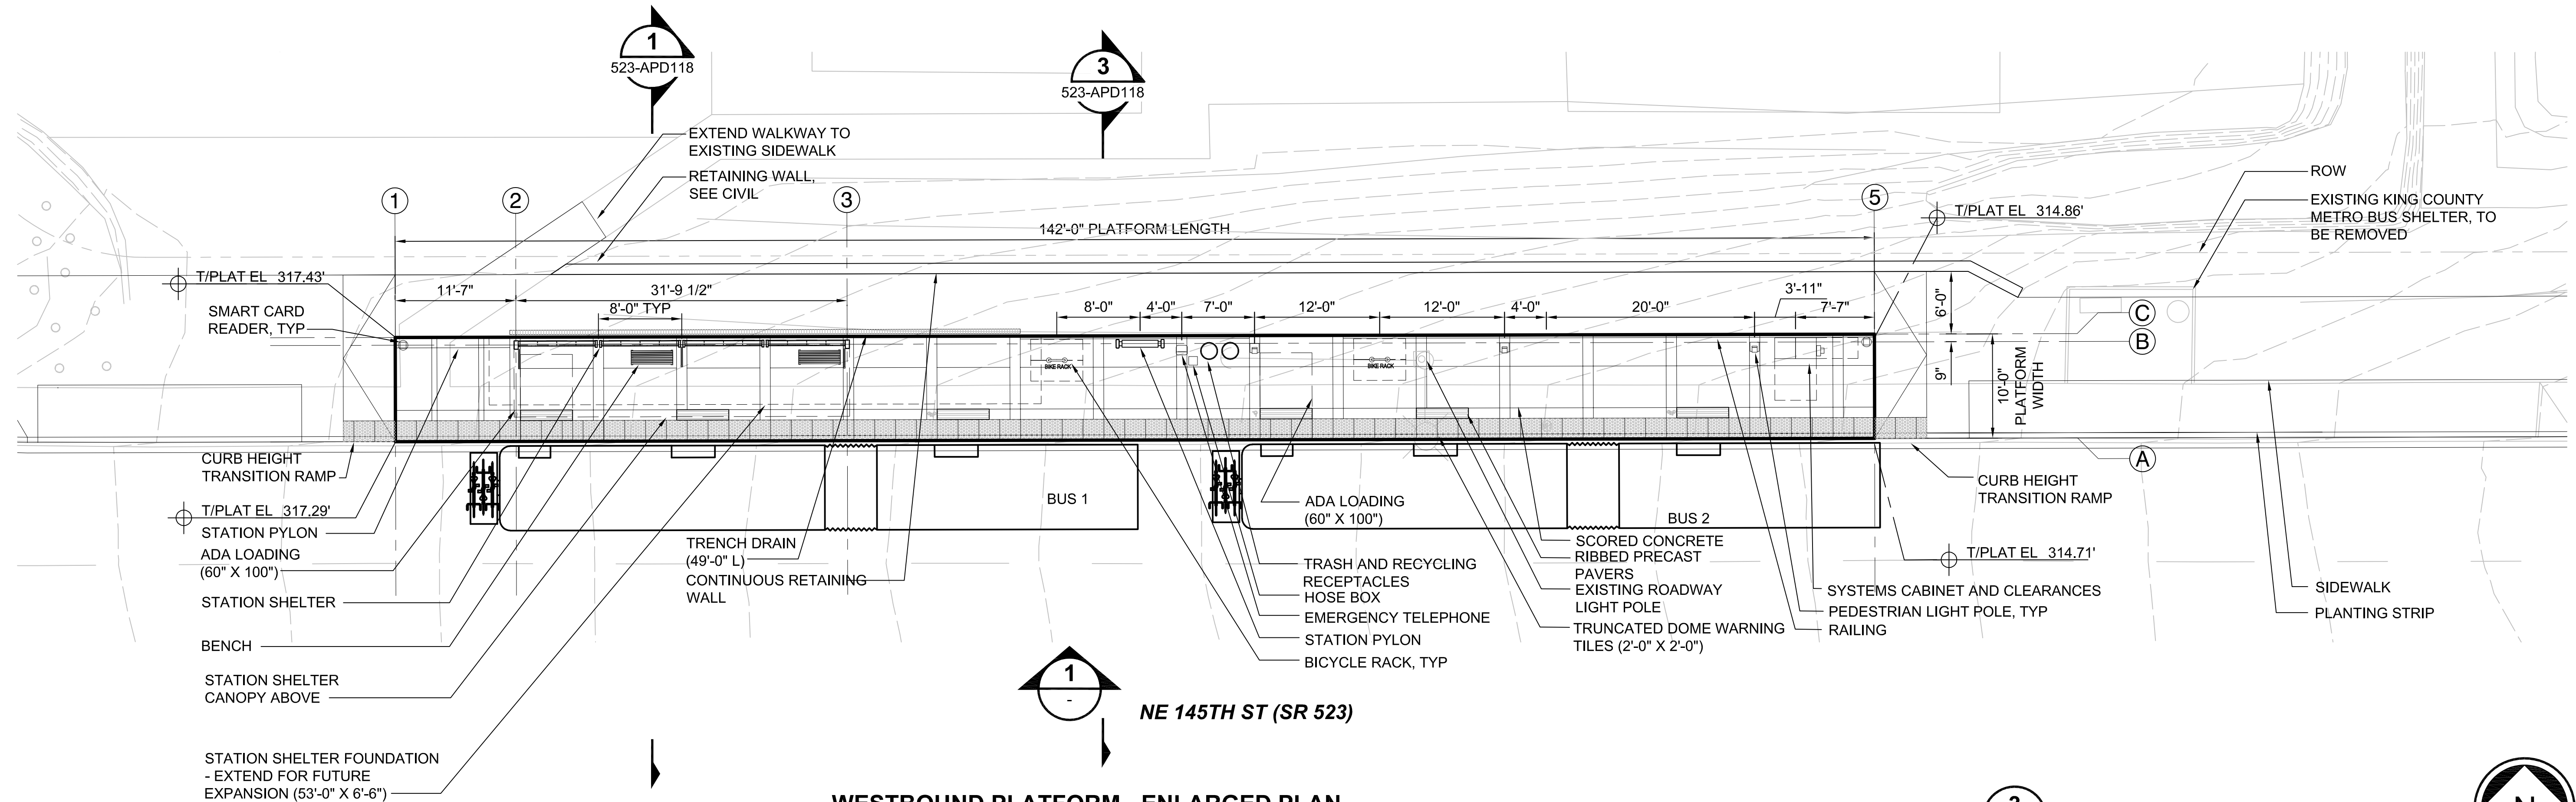 1
523-APD118
3
523-APD118
EXTEND WALKWAY TO
EXISTING SIDEWALK
RETAINING WALL,
SEE CIVIL
1
2
3
5
142'-0" PLATFORM LENGTH
T/PLAT EL 314.86'
ROW
EXISTING KING COUNTY
METRO BUS SHELTER, TO
BE REMOVED
T/PLAT EL 317.43'
SMART CARD
READER, TYP
11'-7"
31'-9 1/2"
8'-0" TYP
8'-0"
4'-0"
7'-0"
12'-0"
12'-0"
4'-0"
20'-0"
3'-11"
7'-7"
6'-0"
9"
10'-0"
PLATFORM
WIDTH
C
B
A
BIKE RACK
BIKE RACK
CURB HEIGHT
TRANSITION RAMP
T/PLAT EL 317.29'
STATION PYLON
ADA LOADING
(60" X 100")
STATION SHELTER
BENCH
STATION SHELTER
CANOPY ABOVE
STATION SHELTER FOUNDATION
- EXTEND FOR FUTURE
EXPANSION (53'-0" X 6'-6")
BUS 1
TRENCH DRAIN
(49'-0" L)
CONTINUOUS RETAINING
WALL
ADA LOADING
(60" X 100")
BUS 2
TRASH AND RECYCLING
RECEPTACLES
HOSE BOX
EMERGENCY TELEPHONE
STATION PYLON
BICYCLE RACK, TYP
SCORED CONCRETE
RIBBED PRECAST
PAVERS
EXISTING ROADWAY
LIGHT POLE
TRUNCATED DOME WARNING
TILES (2'-0" X 2'-0")
CURB HEIGHT
TRANSITION RAMP
T/PLAT EL 314.71'
SYSTEMS CABINET AND CLEARANCES
PEDESTRIAN LIGHT POLE, TYP
RAILING
SIDEWALK
PLANTING STRIP
1
-
NE 145TH ST (SR 523)
WESTBOUND PLATFORM - ENLARGED PLAN